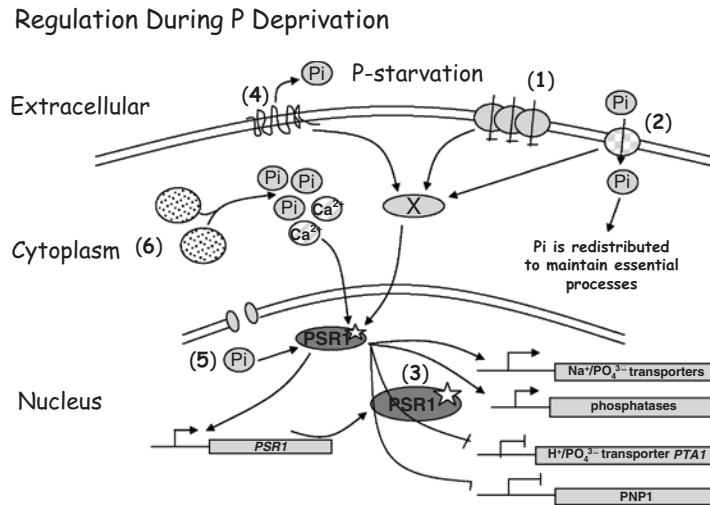 Regulation During P Deprivation
Pi
P-starvation
(1)
(4)
Extracellular
Pi
(2)
Pi
Pi
Pi
Pi
Ca²⁺
X
Ca²⁺
Cytoplasm
(6)
Pi is redistributed
to maintain essential
processes
PSR1
(5)
Pi
(3)
Na⁺/PO₄³⁻ transporters
Nucleus
PSR1
phosphatases
PSR1
H⁺/PO₄³⁻ transporter PTA1
PNP1